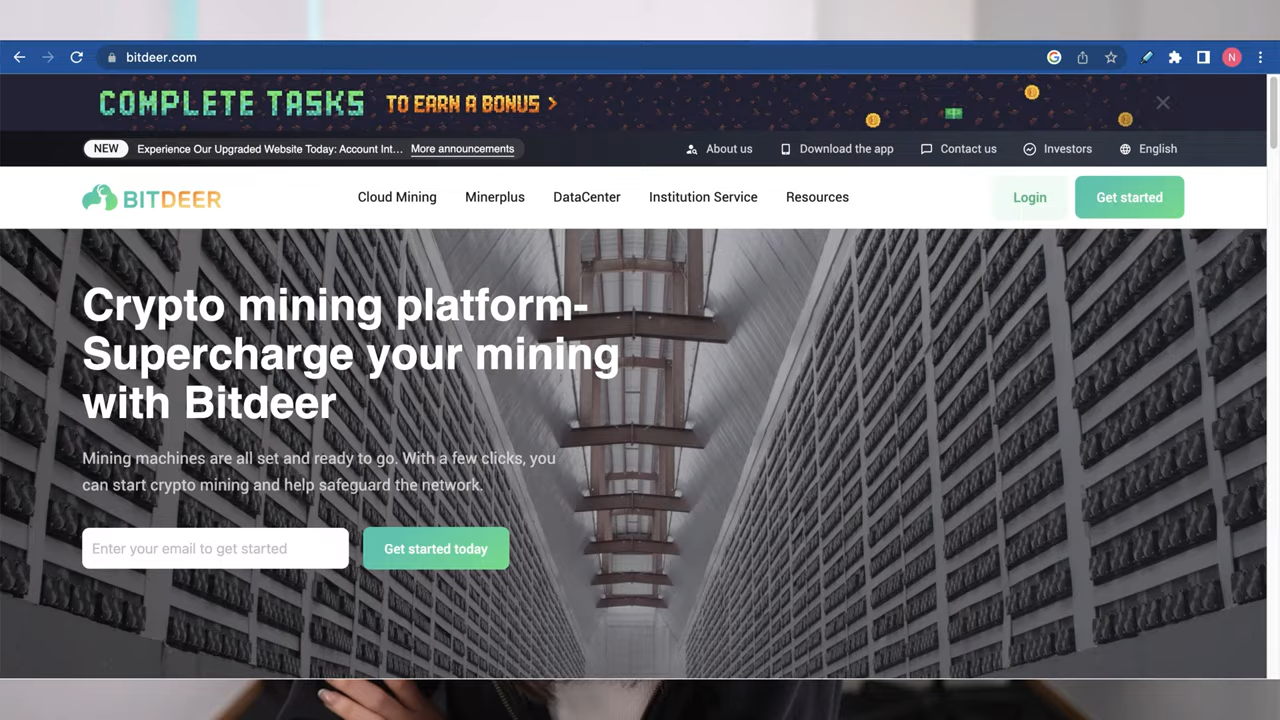 bitdeer.com
N
COMPLETE TASKS TO EARN A BONUS >
NEW Experience Our Upgraded Website Today: Account Int... More announcements
About us Download the app Contact us Investors English
BITDEER
Cloud Mining Minerplus DataCenter Institution Service Resources
Login Get started
Crypto mining platform-
Supercharge your mining
with Bitdeer
Mining machines are all set and ready to go. With a few clicks, you
can start crypto mining and help safeguard the network.
Enter your email to get started
Get started today